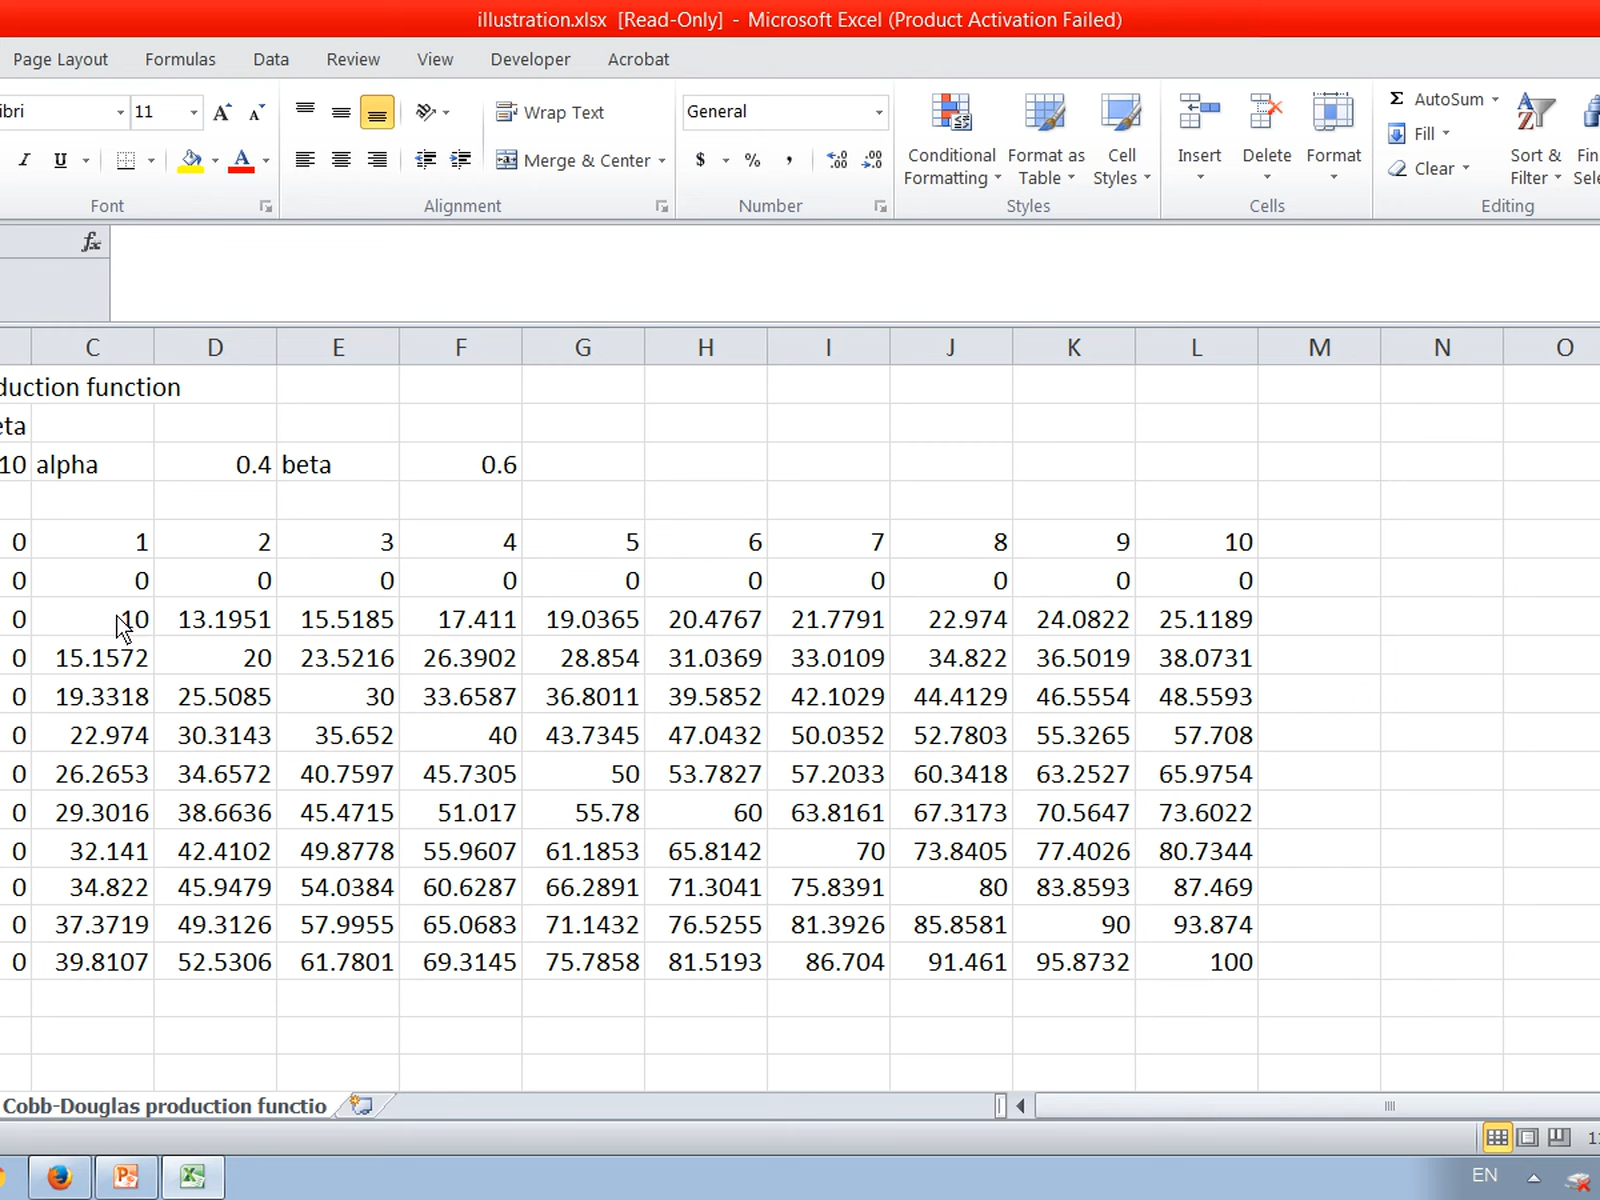 illustration.xlsx [Read-Only] - Microsoft Excel (Product Activation Failed)
Page Layout Formulas Data Review View Developer Acrobat
ibri 11 A A Wrap Text General
I U A Merge & Center $ % , .00 .00
Conditional Formatting Format as Table Cell Styles Insert Delete Format
Σ AutoSum Fill Clear
Sort & Filter Fin Sele
Font Alignment Number Styles Cells Editing
fx
C D E F G H I J K L M N O
duction function
eta
10 alpha 0.4 beta 0.6
0 1 2 3 4 5 6 7 8 9 10
0 0 0 0 0 0 0 0 0 0 0
0 10 13.1951 15.5185 17.411 19.0365 20.4767 21.7791 22.974 24.0822 25.1189
0 15.1572 20 23.5216 26.3902 28.854 31.0369 33.0109 34.822 36.5019 38.0731
0 19.3318 25.5085 30 33.6587 36.8011 39.5852 42.1029 44.4129 46.5554 48.5593
0 22.974 30.3143 35.652 40 43.7345 47.0432 50.0352 52.7803 55.3265 57.708
0 26.2653 34.6572 40.7597 45.7305 50 53.7827 57.2033 60.3418 63.2527 65.9754
0 29.3016 38.6636 45.4715 51.017 55.78 60 63.8161 67.3173 70.5647 73.6022
0 32.141 42.4102 49.8778 55.9607 61.1853 65.8142 70 73.8405 77.4026 80.7344
0 34.822 45.9479 54.0384 60.6287 66.2891 71.3041 75.8391 80 83.8593 87.469
0 37.3719 49.3126 57.9955 65.0683 71.1432 76.5255 81.3926 85.8581 90 93.874
0 39.8107 52.5306 61.7801 69.3145 75.7858 81.5193 86.704 91.461 95.8732 100
Cobb-Douglas production functio
EN